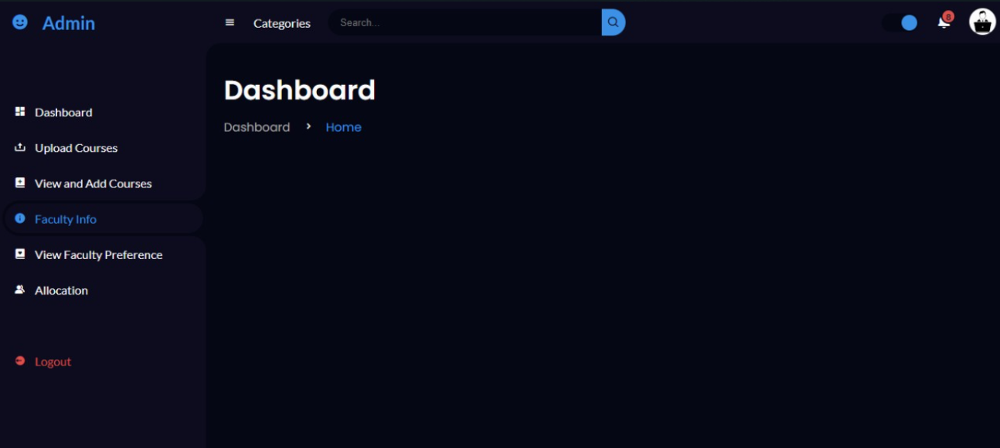 Admin
Categories
Search...
8
Dashboard
Dashboard > Home
Dashboard
Upload Courses
View and Add Courses
Faculty Info
View Faculty Preference
Allocation
Logout